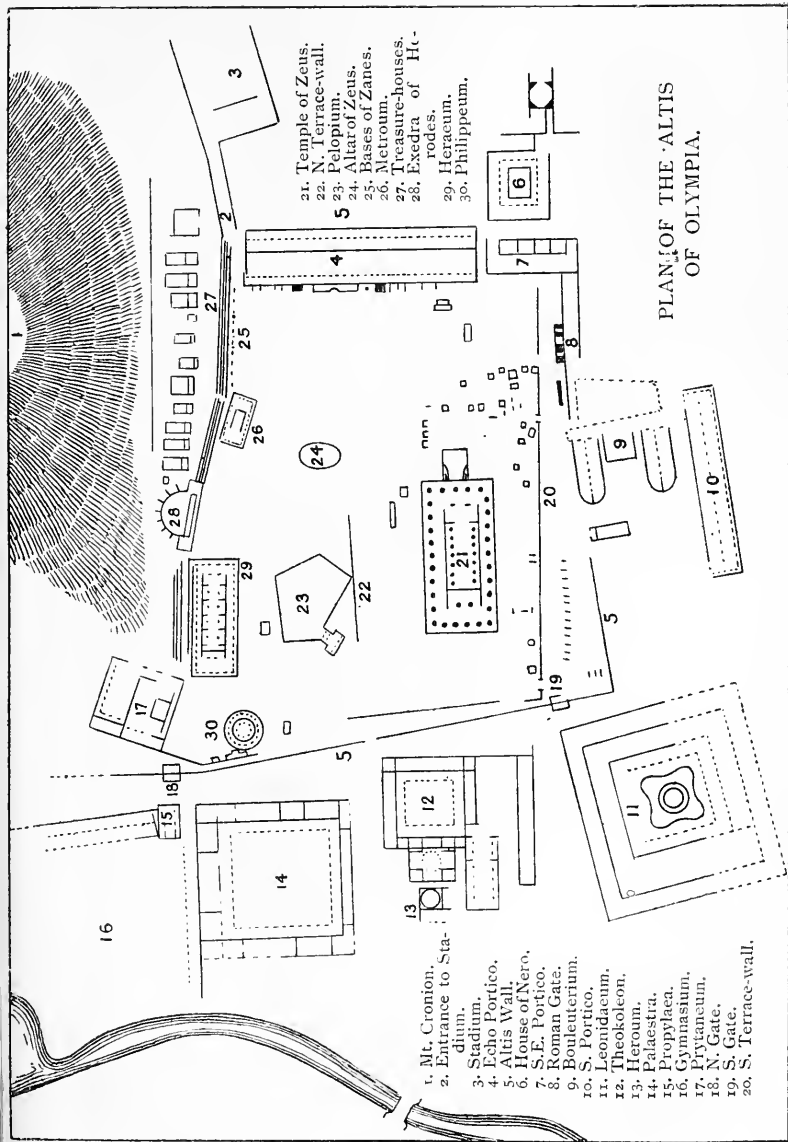 1. Mt. Cronion.
2. Entrance to Sta-
dium.
3. Stadium.
4. Echo Portico.
5. Altis Wall.
6. House of Nero.
7. S.E. Portico.
8. Roman Gate.
9. Bouleuterium.
10. S. Portico.
11. Leonidaeum.
12. Theokoleon.
13. Heroum.
14. Palaestra.
15. Propylaea.
16. Gymnasium.
17. Prytaneum.
18. N. Gate.
19. S. Gate.
20. S. Terrace-wall.
21. Temple of Zeus.
22. N. Terrace-wall.
23. Pelopium.
24. Altar of Zeus.
25. Bases of Zanes.
26. Metroum.
27. Treasure-houses.
28. Exedra of He-
rodes.
29. Heraeum.
30. Philippeum.
PLAN OF THE ALTIS
OF OLYMPIA.
1
2
3
4
5
6
7
8
9
10
11
12
13
14
15
16
17
18
19
20
21
22
23
24
25
26
27
28
29
30
5
5